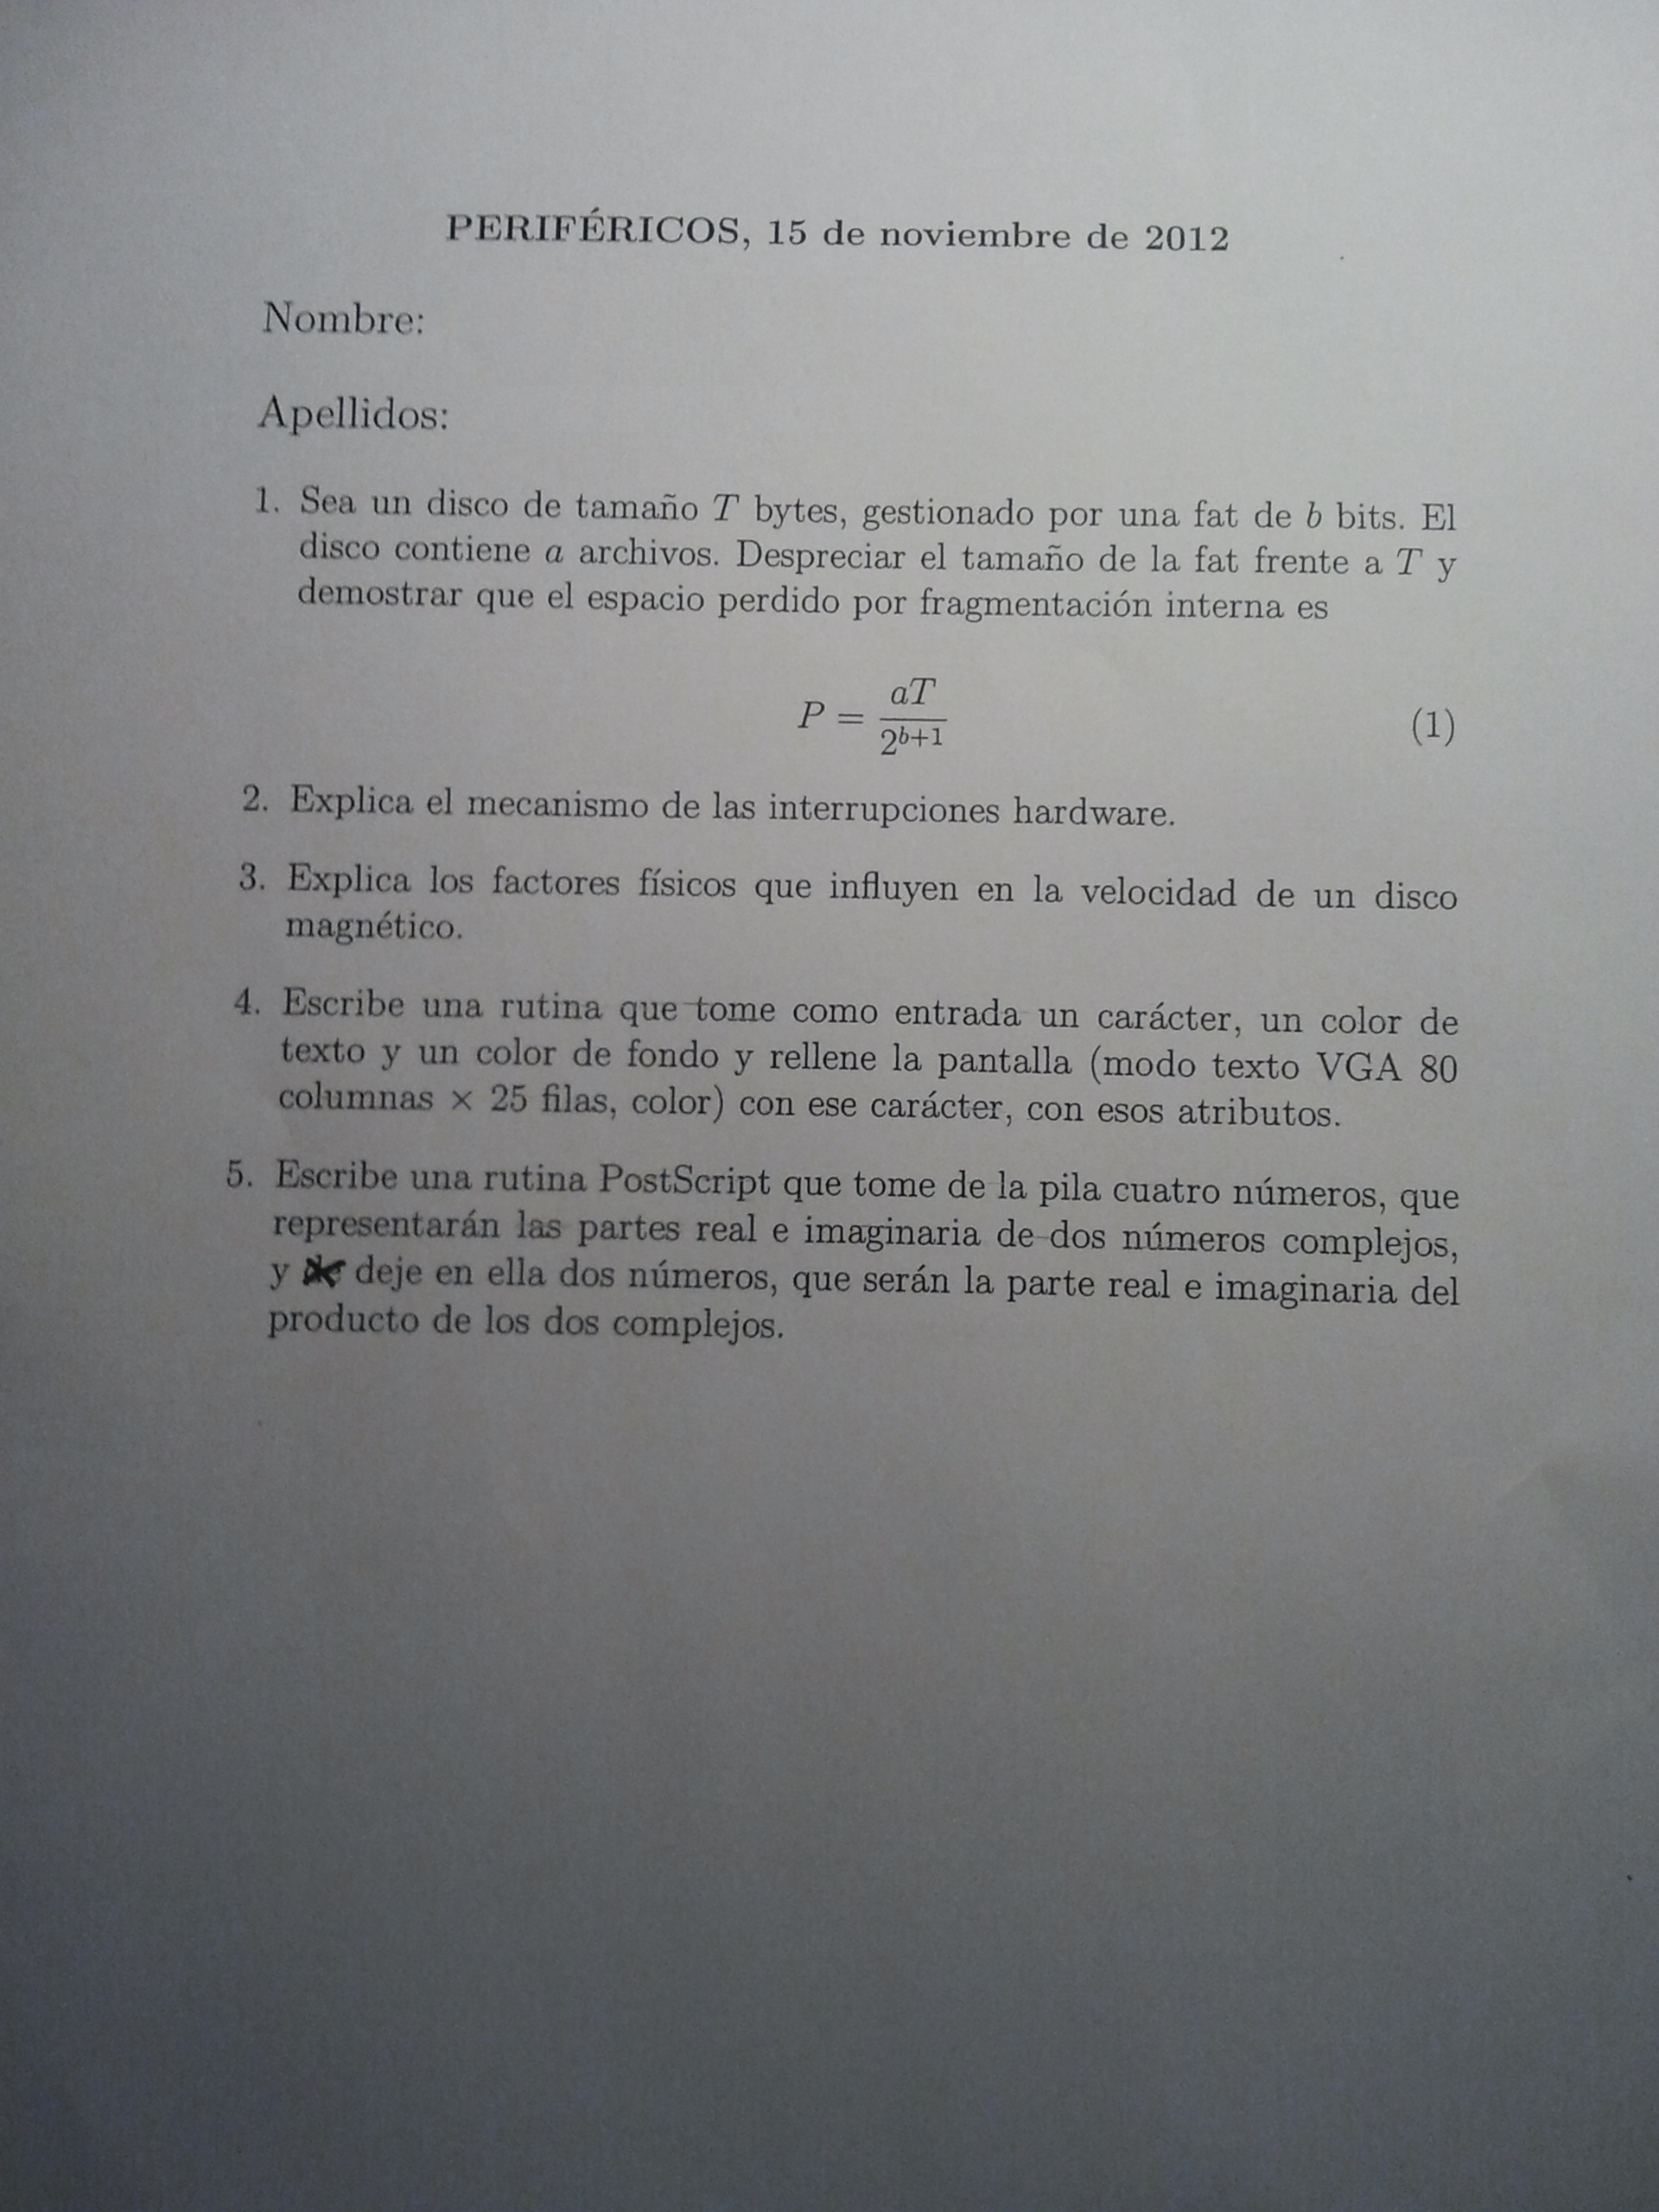 PERIFÉRICOS, 15 de noviembre de 2012
Nombre:
Apellidos:
1. Sea un disco de tamaño T bytes, gestionado por una fat de b bits. El
disco contiene a archivos. Despreciar el tamaño de la fat frente a T y
demostrar que el espacio perdido por fragmentación interna es
P = aT / 2^{b+1} (1)
2. Explica el mecanismo de las interrupciones hardware.
3. Explica los factores físicos que influyen en la velocidad de un disco
magnético.
4. Escribe una rutina que tome como entrada un carácter, un color de
texto y un color de fondo y rellene la pantalla (modo texto VGA 80
columnas × 25 filas, color) con ese carácter, con esos atributos.
5. Escribe una rutina PostScript que tome de la pila cuatro números, que
representarán las partes real e imaginaria de dos números complejos,
y deje en ella dos números, que serán la parte real e imaginaria del
producto de los dos complejos.